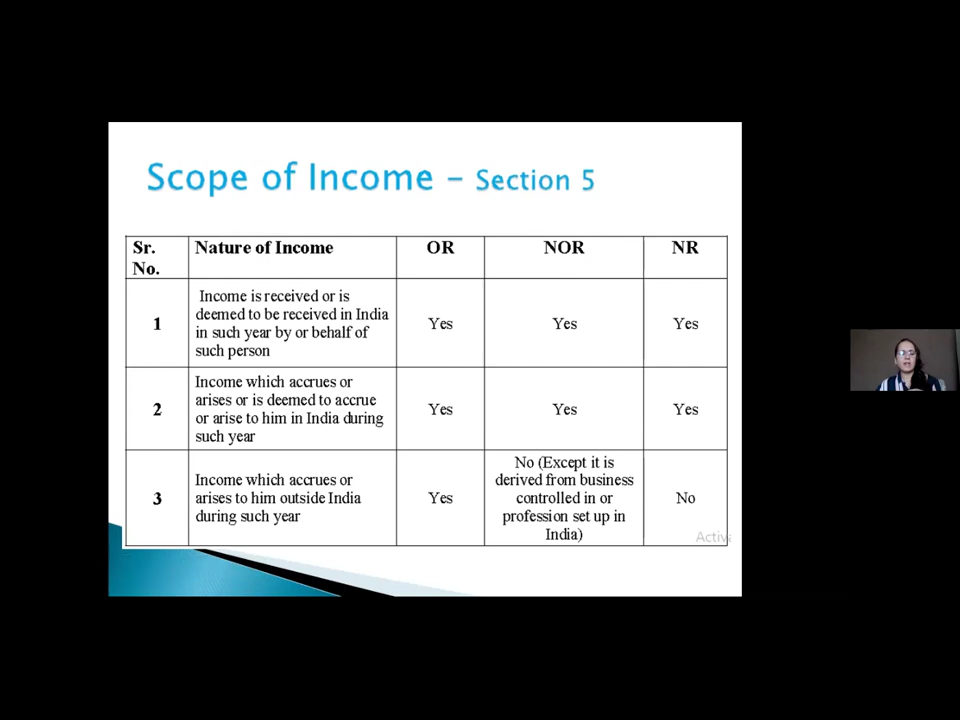 Scope of Income – Section 5
Sr. No. Nature of Income OR NOR NR
1
Income is received or is
deemed to be received in India
in such year by or behalf of
such person
Yes
Yes
Yes
2
Income which accrues or
arises or is deemed to accrue
or arise to him in India during
such year
Yes
Yes
Yes
3
Income which accrues or
arises to him outside India
during such year
Yes
No (Except it is
derived from business
controlled in or
profession set up in
India)
No